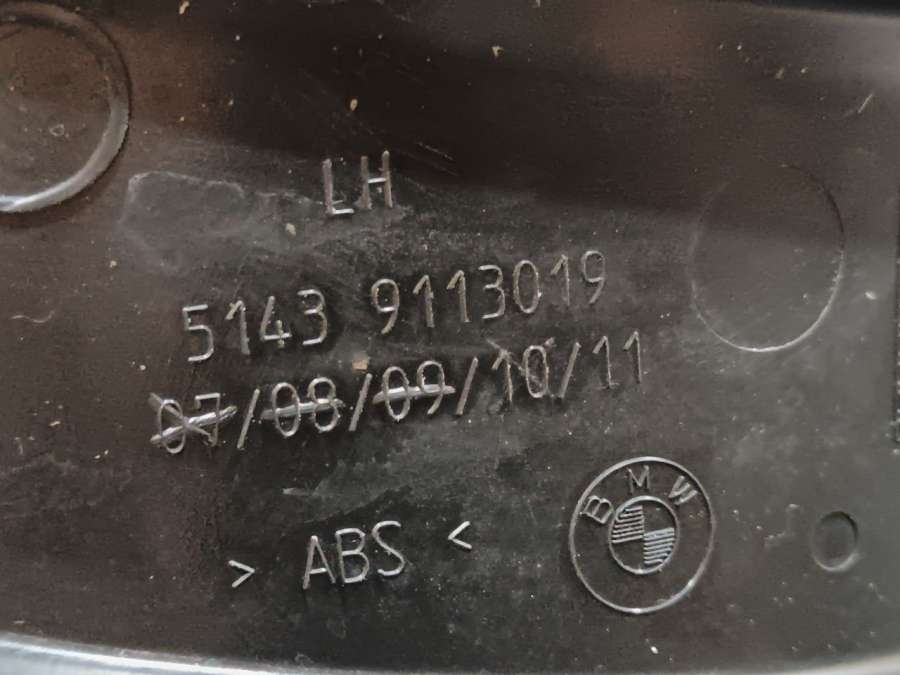 LH
5143 9113019
07/08/09/10/11
> ABS <
BMW